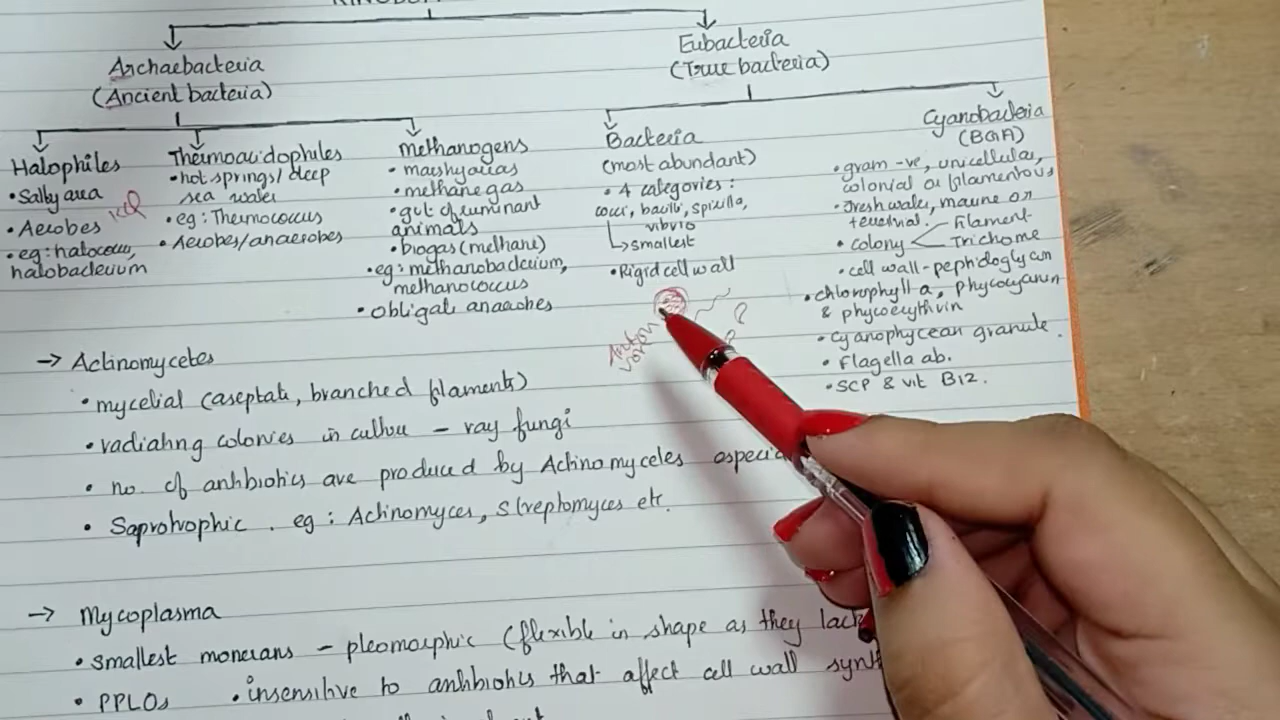 Archaebacteria
(Ancient bacteria)
Eubacteria
(True bacteria)
Halophiles
• Salty area
• Aerobes
• eg: halococcus,
halobacterium
Thermoacidophiles
• hot springs/ deep
sea water
• eg: Thermococcus
• Aerobes/anaerobes
Methanogens
• marshy areas
• methane gas
• gut of ruminant
animals
• biogas (methane)
• eg: methanobacterium,
methanococcus
• obligate anaerobes
Bacteria
(most abundant)
• 4 categories:
cocci, bacilli, spirilla,
vibrio
smallest
• Rigid cell wall
Cyanobacteria
(BGA)
• gram -ve, unicellular,
colonial or filamentous
• freshwater, marine or
terrestrial.
• colony
Filament
Trichome
• cell wall - peptidoglycan
• chlorophyll a, phycocyanin
& phycoerythrin
• cyanophycean granule.
• Flagella ab.
• SCP & vit B12.
→ Actinomycetes
• mycelial (aseptate, branched filaments)
• radiating colonies in culture - ray fungi
• no. of antibiotics are produced by Actinomycetes
• Saprotrophic. eg: Actinomyces, Streptomyces etc.
→ Mycoplasma
• smallest monerans - pleomorphic (flexible in shape as they lack
• PPLOs • insensitive to antibiotics that affect cell wall